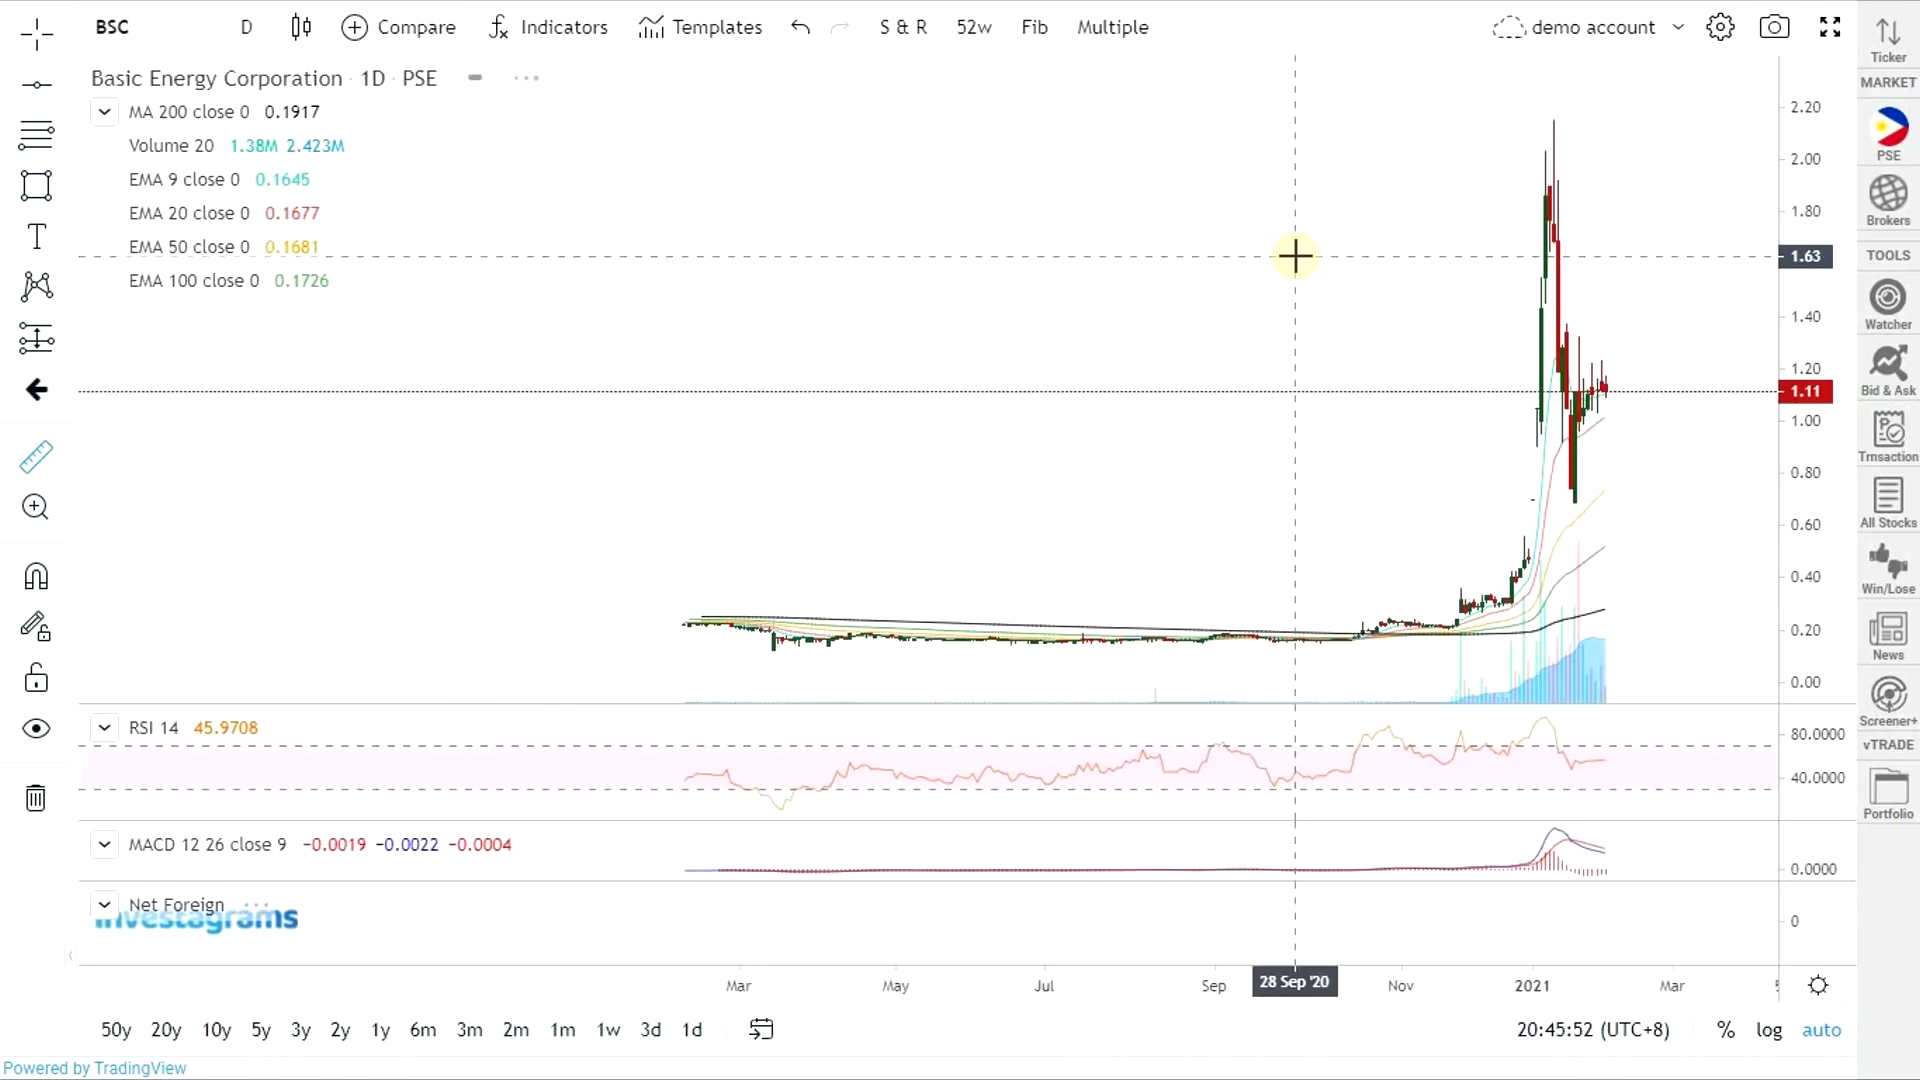 BSC D Compare Indicators Templates S & R 52w Fib Multiple demo account
Basic Energy Corporation · 1D · PSE
MA 200 close 0 0.1917
Volume 20 1.38M 2.423M
EMA 9 close 0 0.1645
EMA 20 close 0 0.1677
EMA 50 close 0 0.1681
EMA 100 close 0 0.1726
2.20
2.00
1.80
1.63
1.40
1.20
1.11
1.00
0.80
0.60
0.40
0.20
0.00
RSI 14 45.9708
80.0000
40.0000
MACD 12 26 close 9 −0.0019 −0.0022 −0.0004
0.0000
Net Foreign
Investagrams
0
Mar May Jul Sep 28 Sep '20 Nov 2021 Mar
50y 20y 10y 5y 3y 2y 1y 6m 3m 2m 1m 1w 3d 1d 20:45:52 (UTC+8) % log auto
Powered by TradingView
Ticker
MARKET
PSE
Brokers
TOOLS
Watcher
Bid & Ask
Trnsaction
All Stocks
Win/Lose
News
Screener+
vTRADE
Portfolio